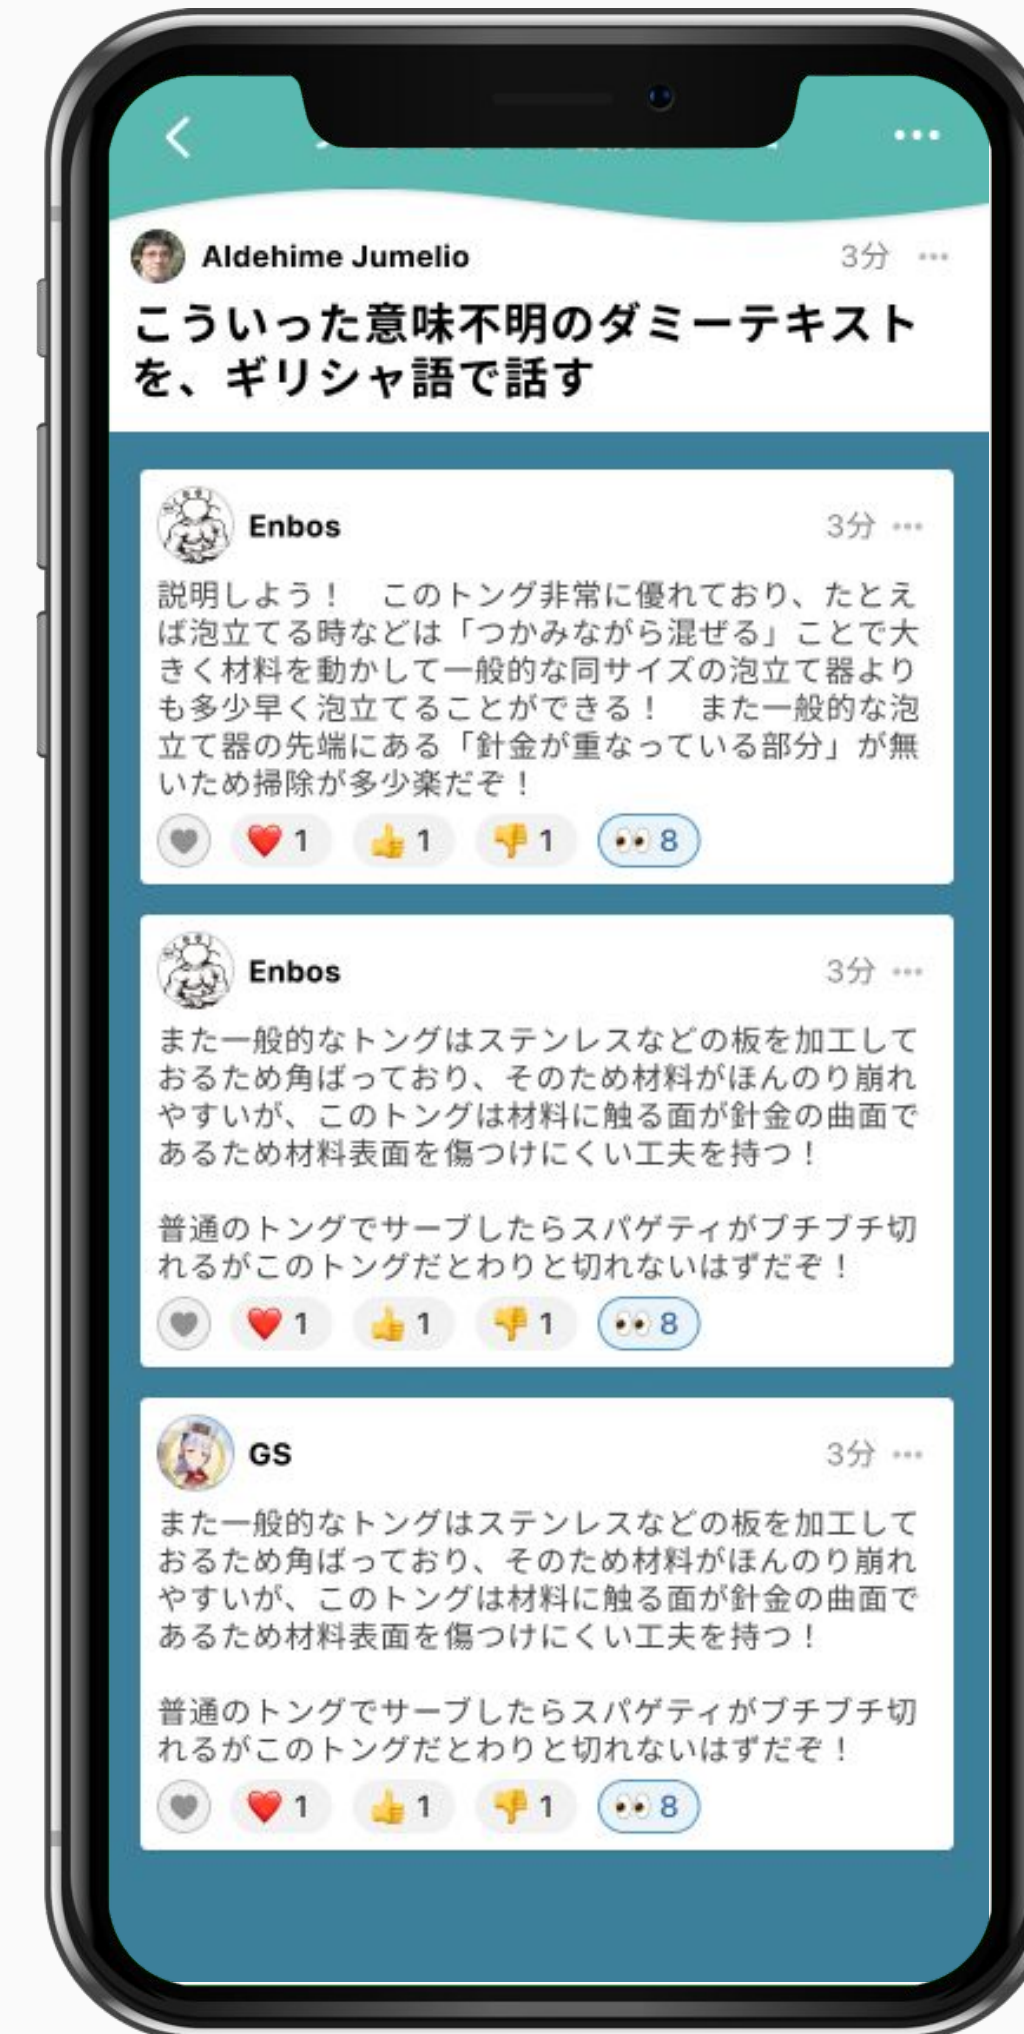 Aldehime Jumelio
3分
こういった意味不明のダミーテキスト
を、ギリシャ語で話す
Enbos
3分
説明しよう！　このトング非常に優れており、たとえ
ば泡立てる時などは「つかみながら混ぜる」ことで大
きく材料を動かして一般的な同サイズの泡立て器より
も多少早く泡立てることができる！　また一般的な泡
立て器の先端にある「針金が重なっている部分」が無
いため掃除が多少楽だぞ！
1 1 1 8
Enbos
3分
また一般的なトングはステンレスなどの板を加工して
おるため角ばっており、そのため材料がほんのり崩れ
やすいが、このトングは材料に触る面が針金の曲面で
あるため材料表面を傷つけにくい工夫を持つ！
普通のトングでサーブしたらスパゲティがブチブチ切
れるがこのトングだとわりと切れないはずだぞ！
1 1 1 8
GS
3分
また一般的なトングはステンレスなどの板を加工して
おるため角ばっており、そのため材料がほんのり崩れ
やすいが、このトングは材料に触る面が針金の曲面で
あるため材料表面を傷つけにくい工夫を持つ！
普通のトングでサーブしたらスパゲティがブチブチ切
れるがこのトングだとわりと切れないはずだぞ！
1 1 1 8